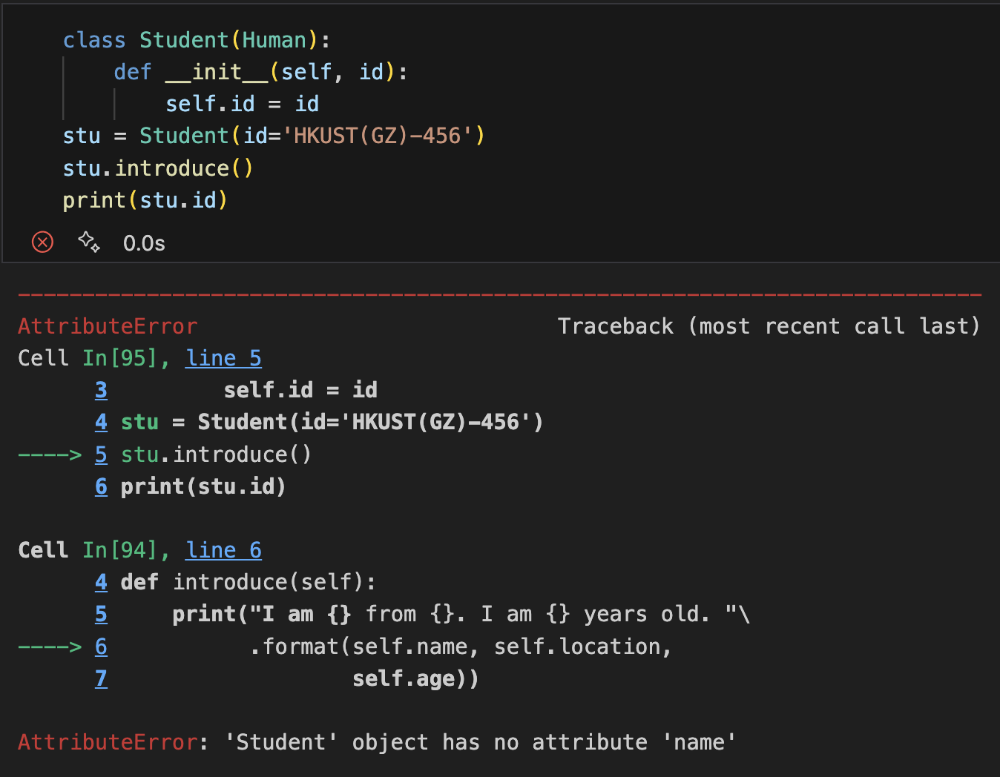 class Student(Human):
    def __init__(self, id):
        self.id = id
stu = Student(id='HKUST(GZ)-456')
stu.introduce()
print(stu.id)
0.0s
---------------------------------------------------------------------------
AttributeError                            Traceback (most recent call last)
Cell In[95], line 5
      3         self.id = id
      4 stu = Student(id='HKUST(GZ)-456')
----> 5 stu.introduce()
      6 print(stu.id)
Cell In[94], line 6
      4 def introduce(self):
      5     print("I am {} from {}. I am {} years old. "\
----> 6           .format(self.name, self.location,
      7                   self.age))
AttributeError: 'Student' object has no attribute 'name'